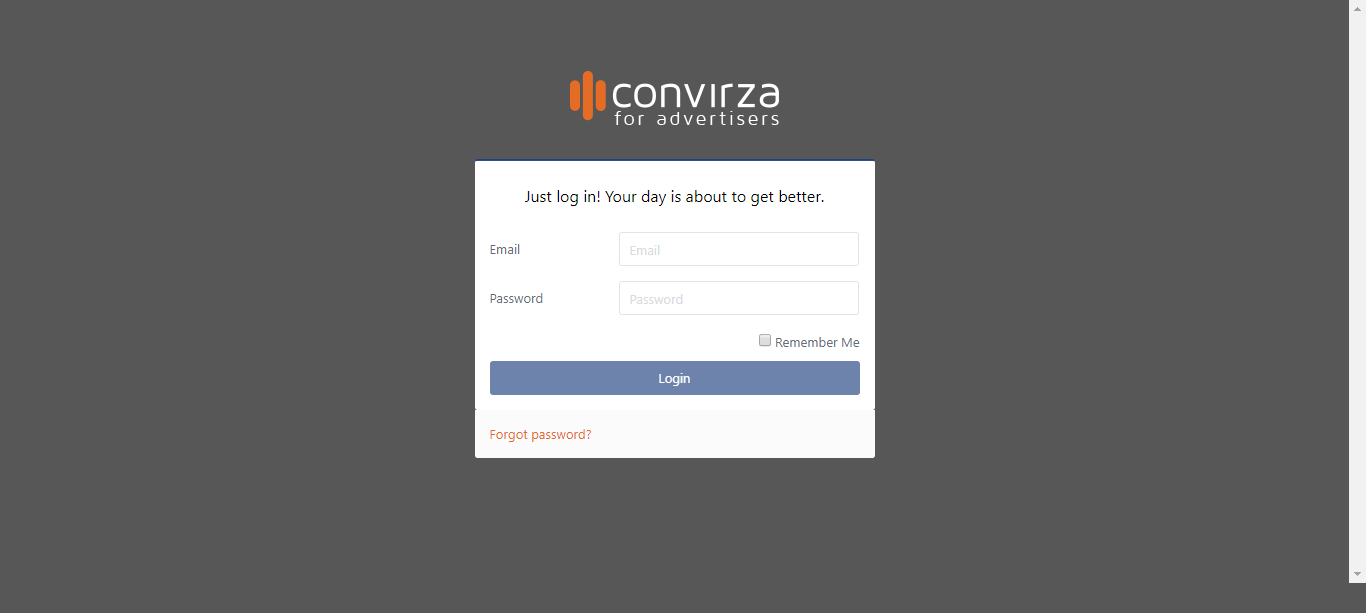 convirza
for advertisers
Just log in! Your day is about to get better.
Email
Email
Password
Password
Remember Me
Login
Forgot password?